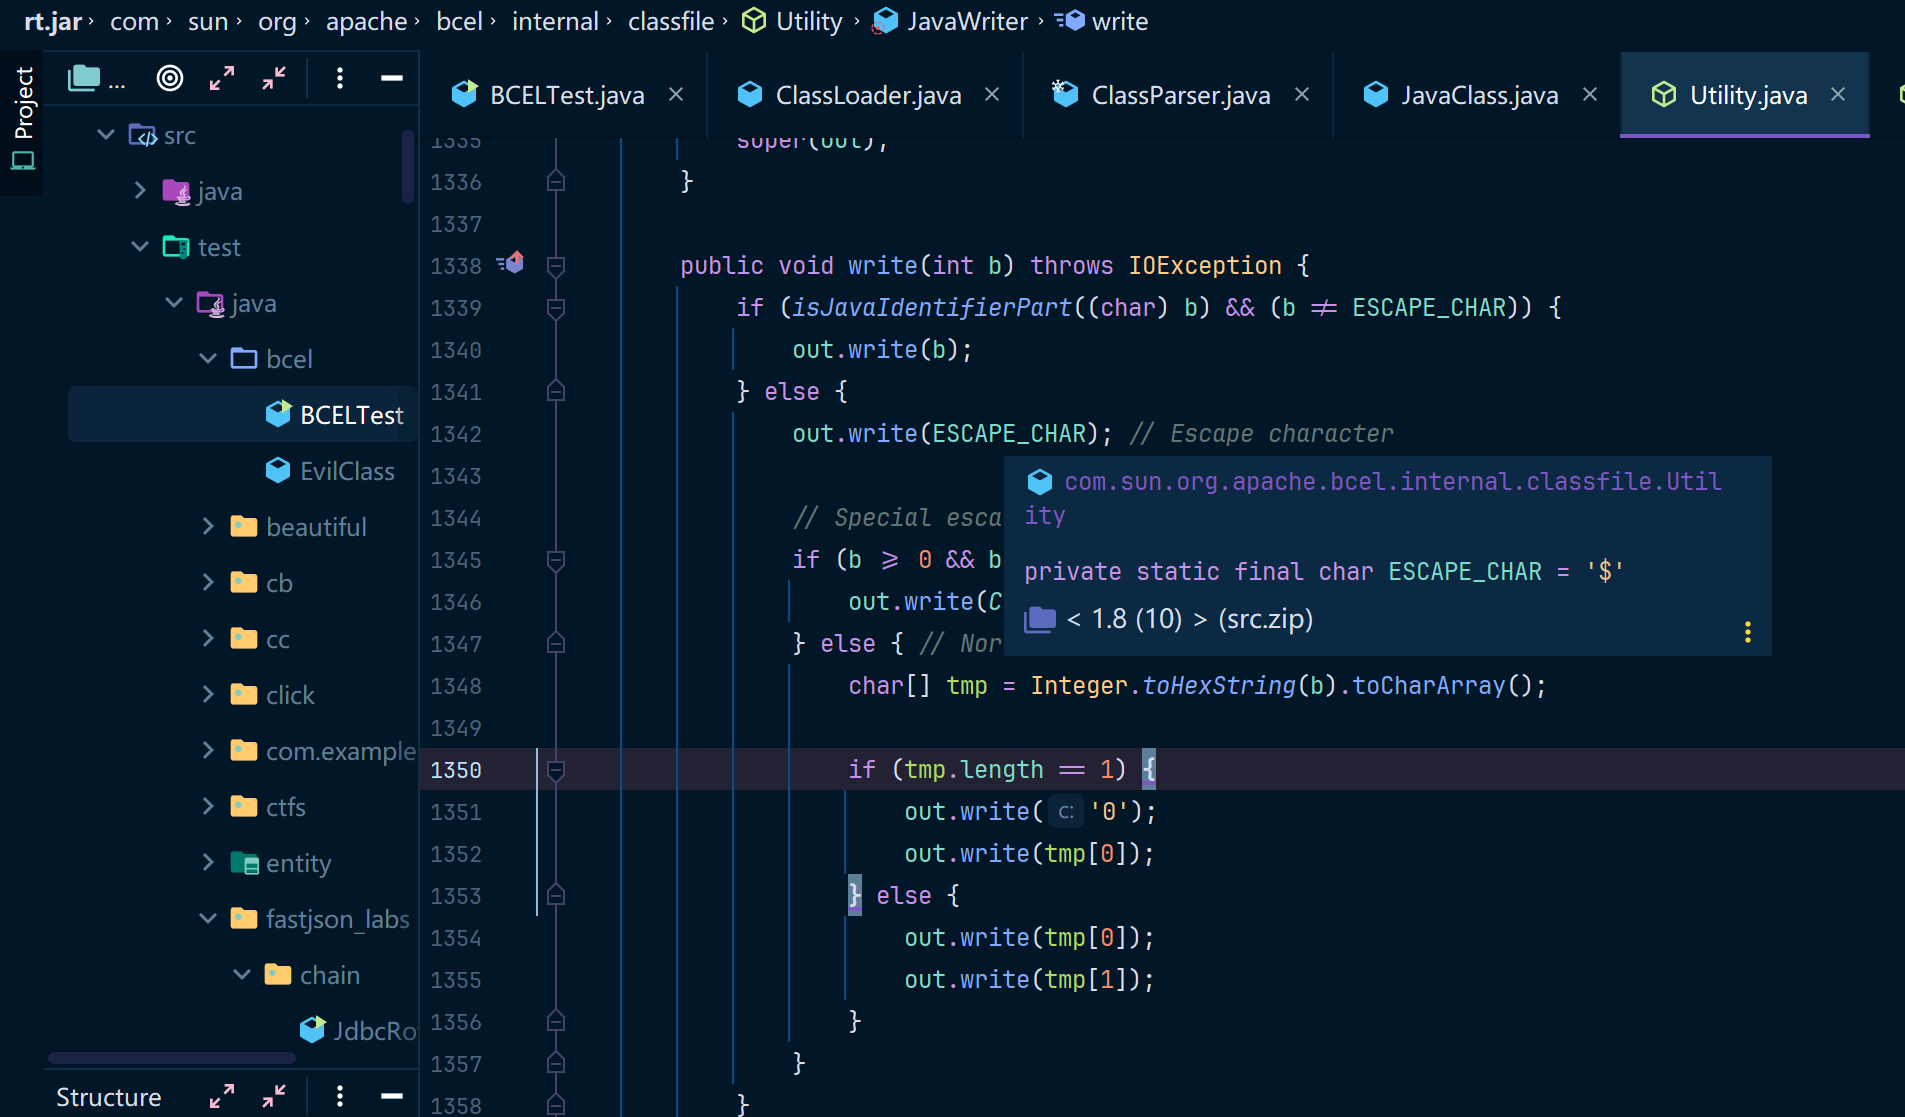 rt.jar › com › sun › org › apache › bcel › internal › classfile › Utility › JavaWriter › write
Project
...
BCELTest.java
ClassLoader.java
ClassParser.java
JavaClass.java
Utility.java
src
java
test
java
bcel
BCELTest
EvilClass
beautiful
cb
cc
click
com.example
ctfs
entity
fastjson_labs
chain
JdbcRo
Structure
1335 super(out);
1336 }
1337
1338 public void write(int b) throws IOException {
1339 if (isJavaIdentifierPart((char) b) && (b ≠ ESCAPE_CHAR)) {
1340 out.write(b);
1341 } else {
1342 out.write(ESCAPE_CHAR); // Escape character
1343
1344 // Special esca
1345 if (b ⩾ 0 && b
1346 out.write(C
1347 } else { // Nor
1348 char[] tmp = Integer.toHexString(b).toCharArray();
1349
1350 if (tmp.length == 1) {
1351 out.write( c: '0');
1352 out.write(tmp[0]);
1353 } else {
1354 out.write(tmp[0]);
1355 out.write(tmp[1]);
1356 }
1357 }
1358 }
com.sun.org.apache.bcel.internal.classfile.Util
ity
private static final char ESCAPE_CHAR = '$'
< 1.8 (10) > (src.zip)